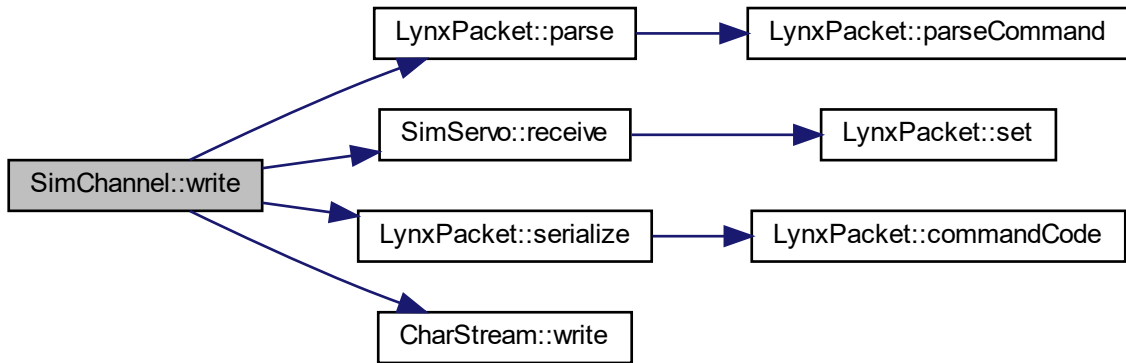 LynxPacket::parse
LynxPacket::parseCommand
SimServo::receive
LynxPacket::set
SimChannel::write
LynxPacket::serialize
LynxPacket::commandCode
CharStream::write